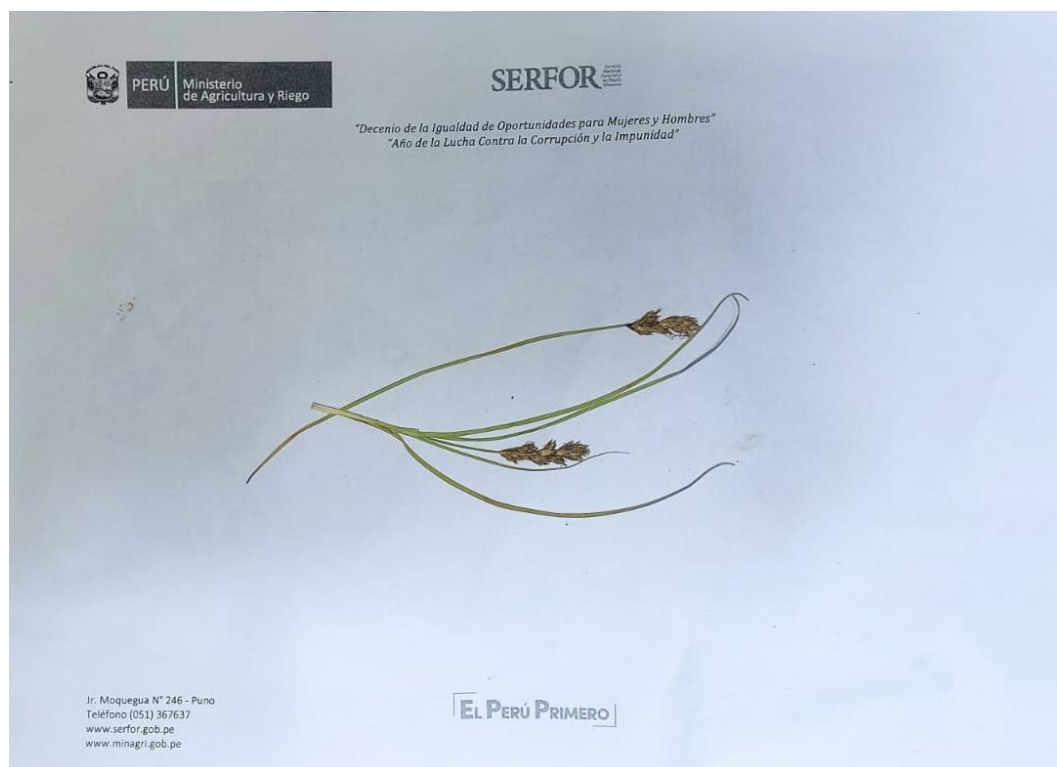 PERÚ
Ministerio
de Agricultura y Riego
SERFOR
"Decenio de la Igualdad de Oportunidades para Mujeres y Hombres"
"Año de la Lucha Contra la Corrupción y la Impunidad"
Jr. Moquegua N° 246 - Puno
Teléfono (051) 367637
www.serfor.gob.pe
www.minagri.gob.pe
EL PERÚ PRIMERO